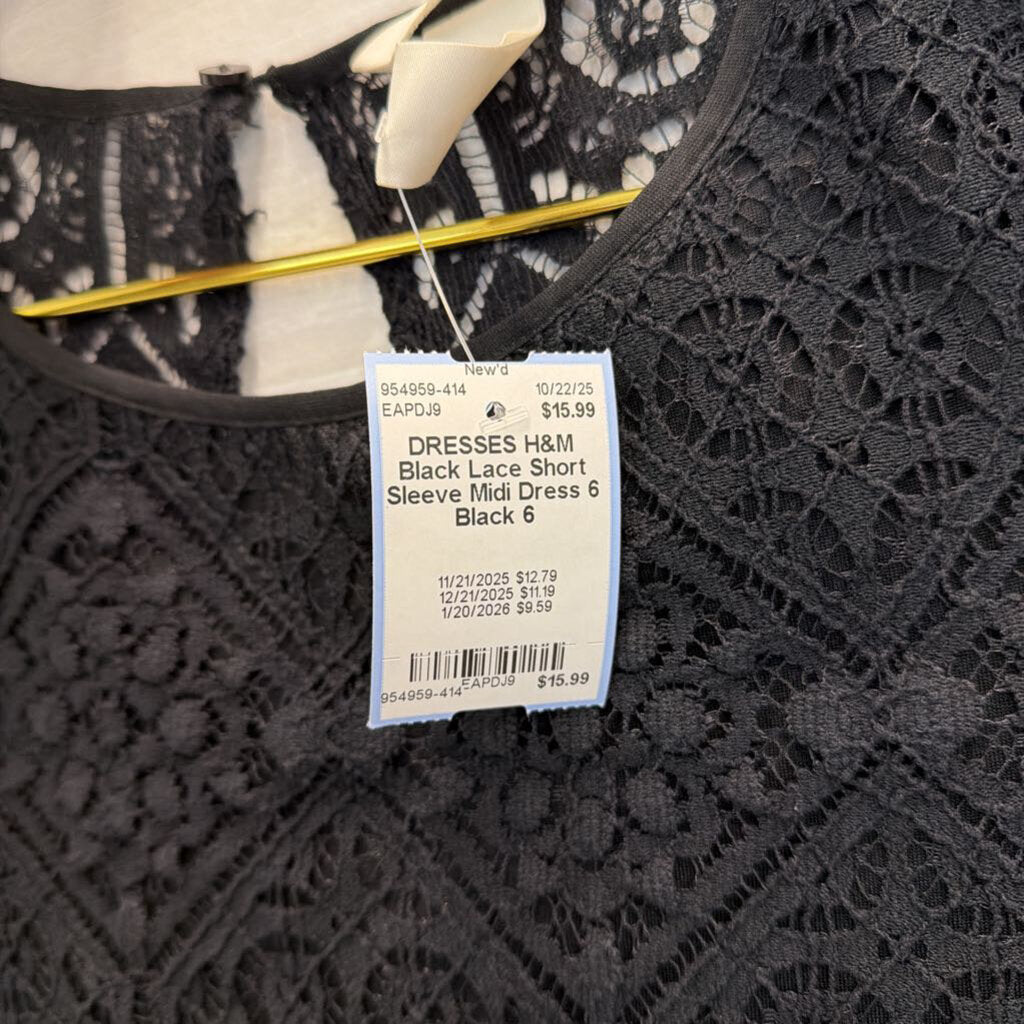 New'd
954959-414 10/22/25
EAPDJ9 $15.99
DRESSES H&M
Black Lace Short
Sleeve Midi Dress 6
Black 6
11/21/2025 $12.79
12/21/2025 $11.19
1/20/2026 $9.59
954959-414 EAPDJ9 $15.99